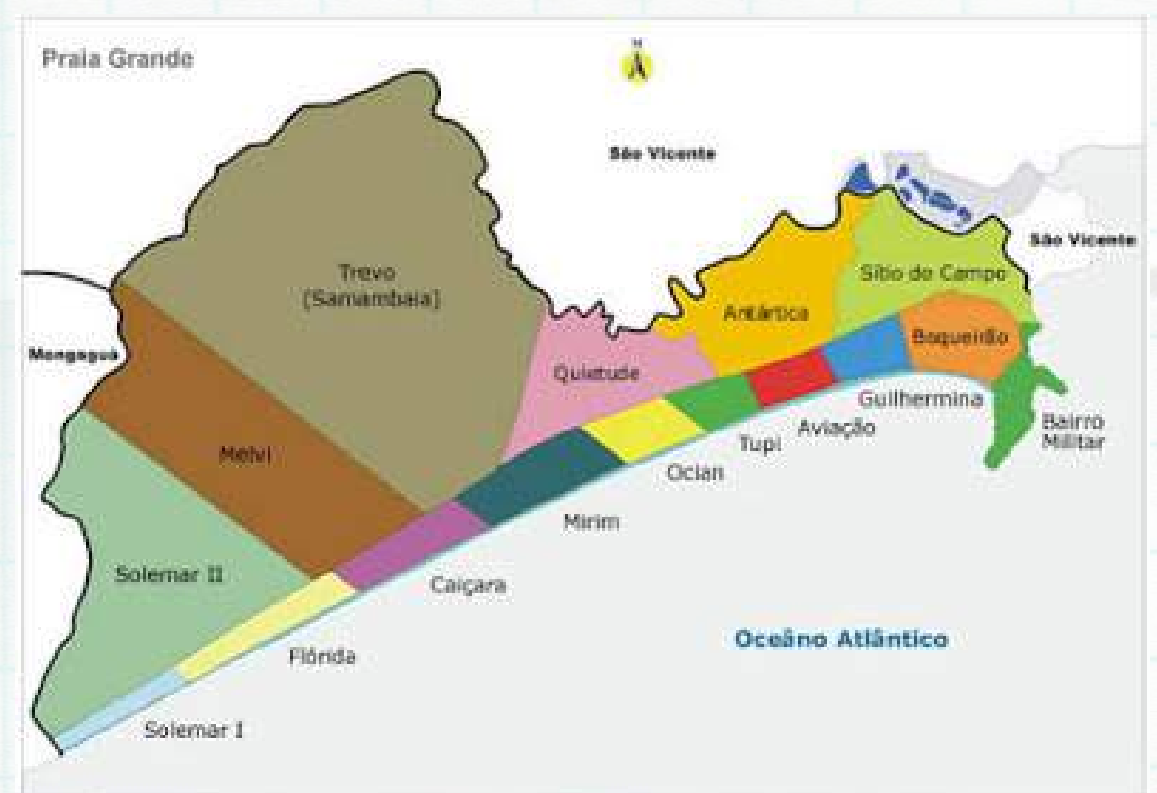 Praia Grande
N
São Vicente
São Vicente
Sítio do Campo
Trevo
(Samambaia)
Antártica
Boqueirão
Mongaguá
Quietude
Guilhermina
Bairro
Militar
Aviação
Tupi
Melvi
Ocian
Mirim
Solemar II
Caiçara
Oceâno Atlântico
Flórida
Solemar I